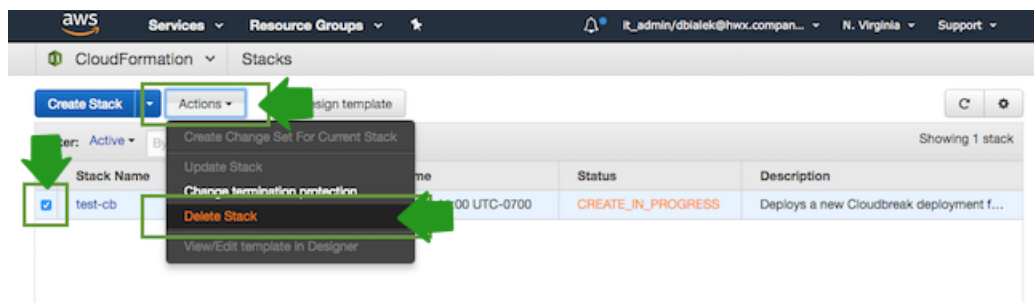 aws Services Resource Groups it_admin/dbialek@hwx.compan... N. Virginia Support
CloudFormation Stacks
Create Stack Actions esign template
er: Active By Showing 1 stack
Stack Name me Status Description
test-cb :00 UTC-0700 CREATE_IN_PROGRESS Deploys a new Cloudbreak deployment f...
Create Change Set For Current Stack
Update Stack
Change termination protection
Delete Stack
View/Edit template in Designer